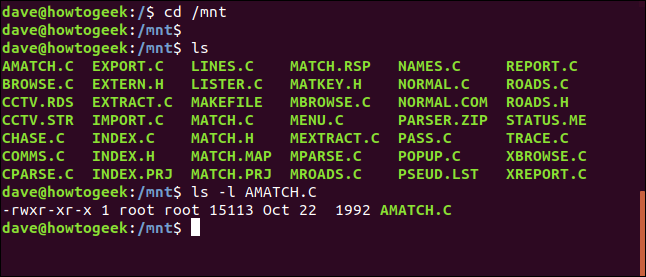 dave@howtogeek:/$ cd /mnt
dave@howtogeek:/mnt$
dave@howtogeek:/mnt$ ls
AMATCH.C EXPORT.C LINES.C MATCH.RSP NAMES.C REPORT.C
BROWSE.C EXTERN.H LISTER.C MATKEY.H NORMAL.C ROADS.C
CCTV.RDS EXTRACT.C MAKEFILE MBROWSE.C NORMAL.COM ROADS.H
CCTV.STR IMPORT.C MATCH.C MENU.C PARSER.ZIP STATUS.ME
CHASE.C INDEX.C MATCH.H MEXTRACT.C PASS.C TRACE.C
COMMS.C INDEX.H MATCH.MAP MPARSE.C POPUP.C XBROWSE.C
CPARSE.C INDEX.PRJ MATCH.PRJ MROADS.C PSEUD.LST XREPORT.C
dave@howtogeek:/mnt$ ls -l AMATCH.C
-rwxr-xr-x 1 root root 15113 Oct 22  1992 AMATCH.C
dave@howtogeek:/mnt$